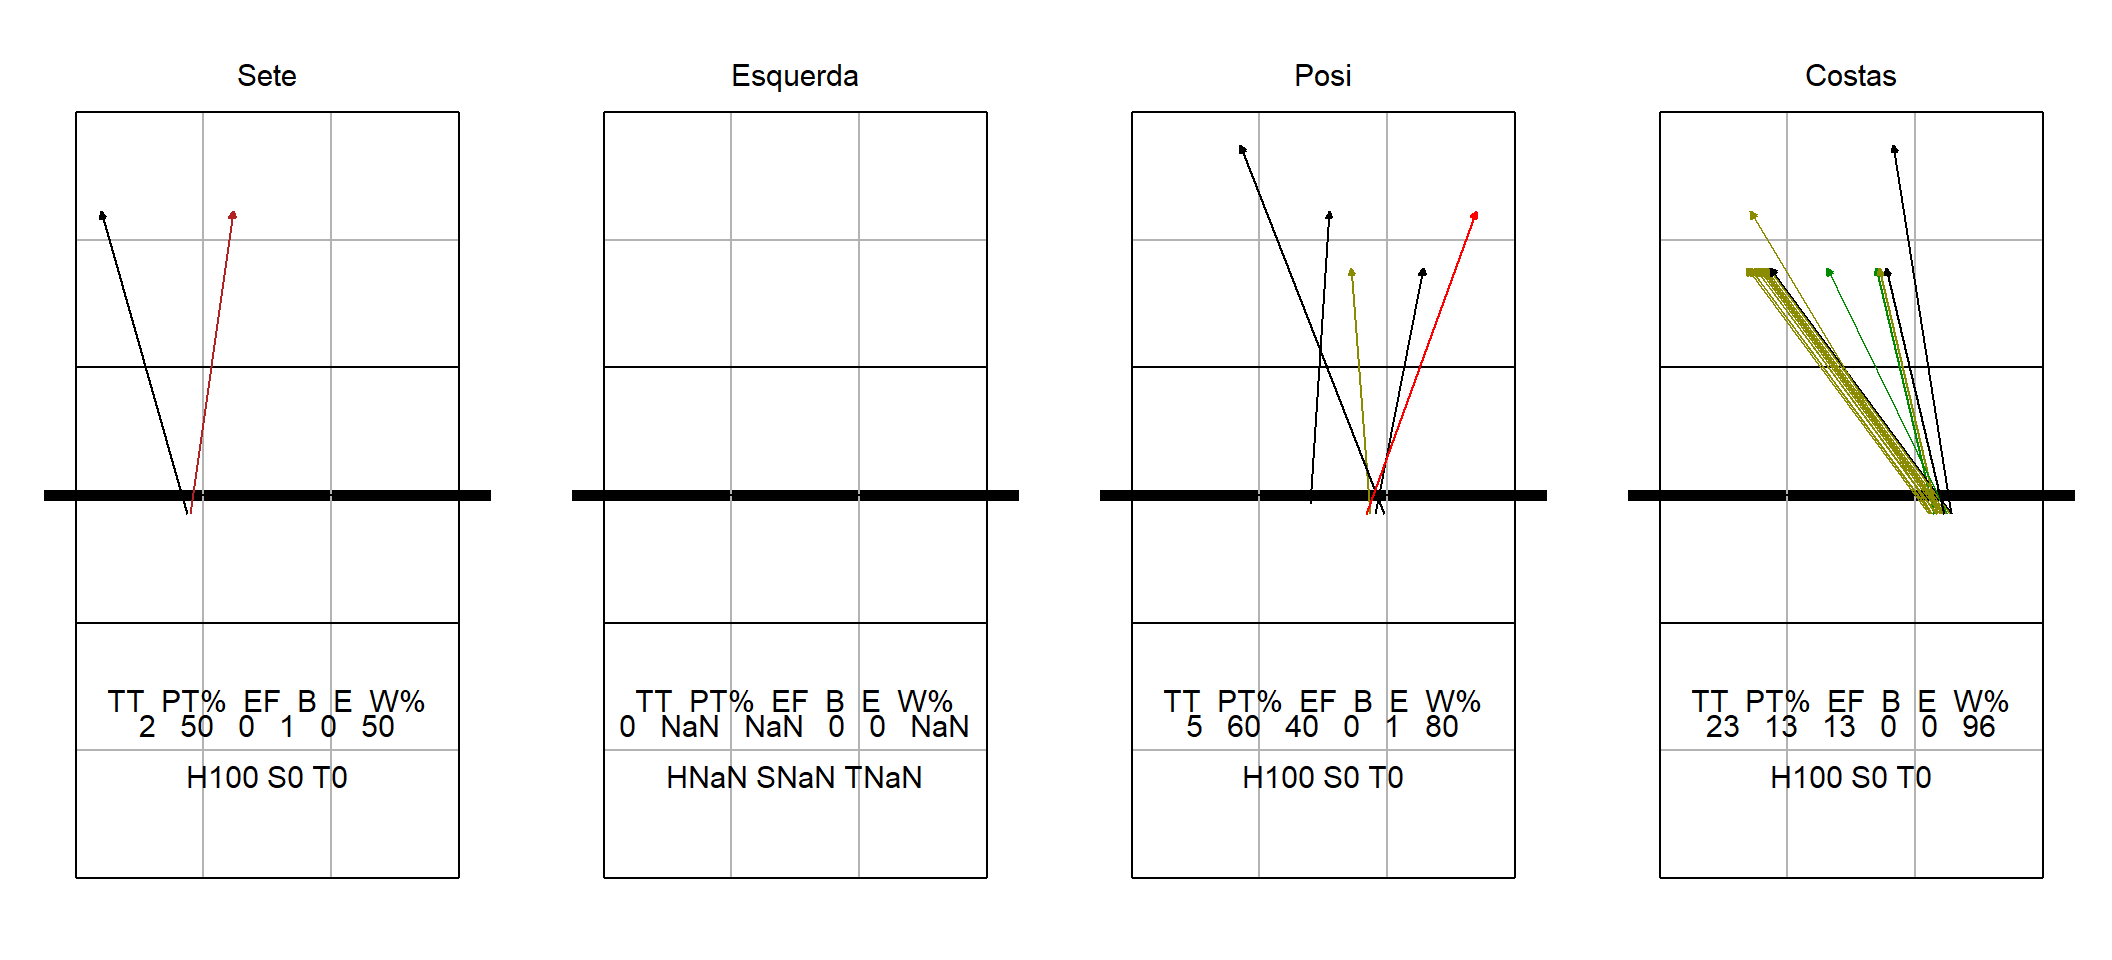 Sete
TT PT% EF B E W%
2 50 0 1 0 50
H100 S0 T0
Esquerda
TT PT% EF B E W%
0 NaN NaN 0 0 NaN
HNaN SNaN TNaN
Posi
TT PT% EF B E W%
5 60 40 0 1 80
H100 S0 T0
Costas
TT PT% EF B E W%
23 13 13 0 0 96
H100 S0 T0